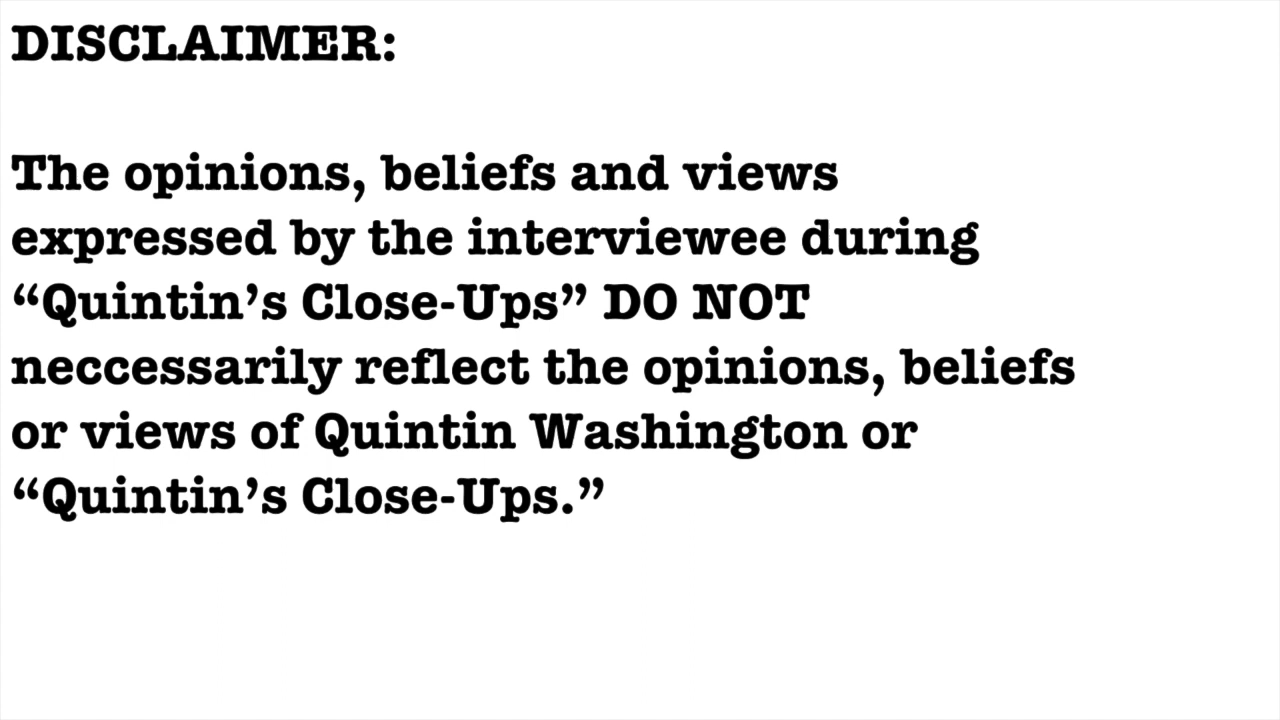 DISCLAIMER:
The opinions, beliefs and views
expressed by the interviewee during
“Quintin’s Close-Ups” DO NOT
neccessarily reflect the opinions, beliefs
or views of Quintin Washington or
“Quintin’s Close-Ups.”